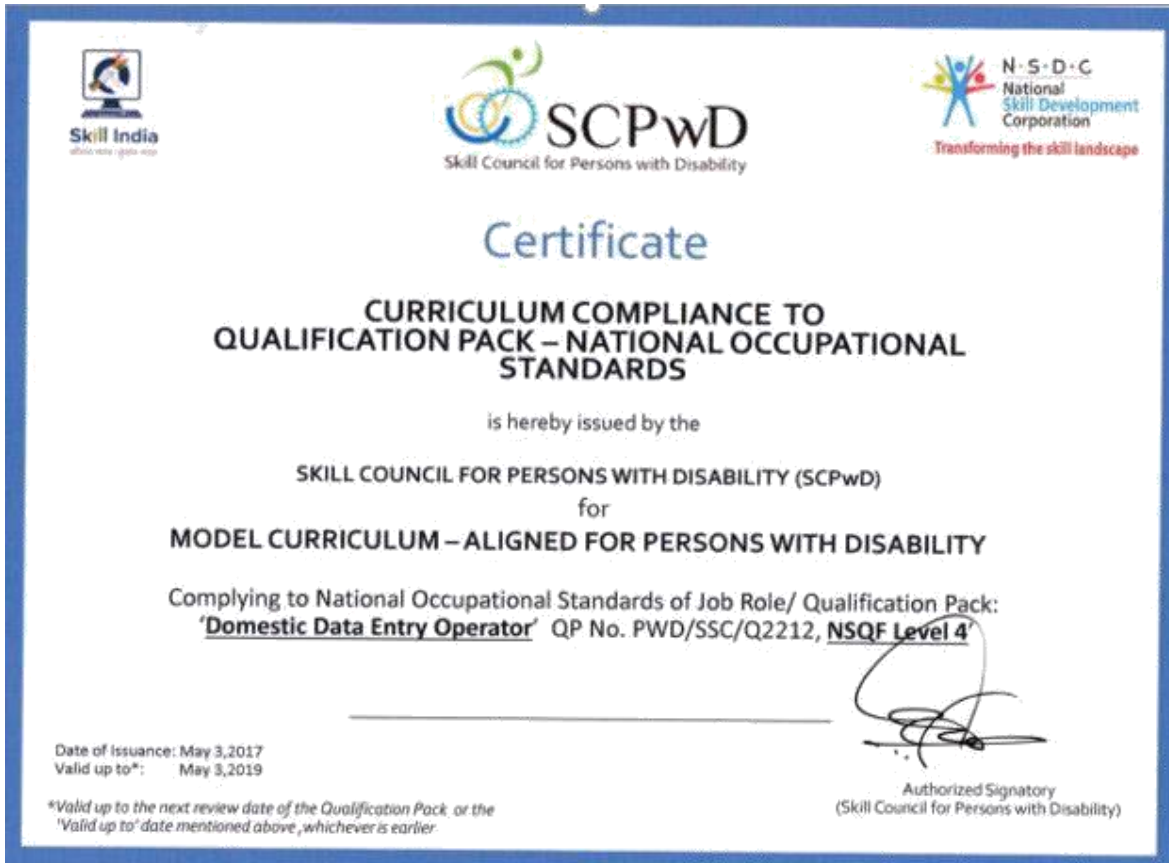 Skill India
SCPwD
Skill Council for Persons with Disability
N·S·D·C
National
Skill Development
Corporation
Transforming the skill landscape
Certificate
CURRICULUM COMPLIANCE TO
QUALIFICATION PACK – NATIONAL OCCUPATIONAL
STANDARDS
is hereby issued by the
SKILL COUNCIL FOR PERSONS WITH DISABILITY (SCPwD)
for
MODEL CURRICULUM – ALIGNED FOR PERSONS WITH DISABILITY
Complying to National Occupational Standards of Job Role/ Qualification Pack:
'Domestic Data Entry Operator' QP No. PWD/SSC/Q2212, NSQF Level 4'
Date of Issuance: May 3,2017
Valid up to*: May 3,2019
*Valid up to the next review date of the Qualification Pack or the
'Valid up to' date mentioned above ,whichever is earlier
Authorized Signatory
(Skill Council for Persons with Disability)